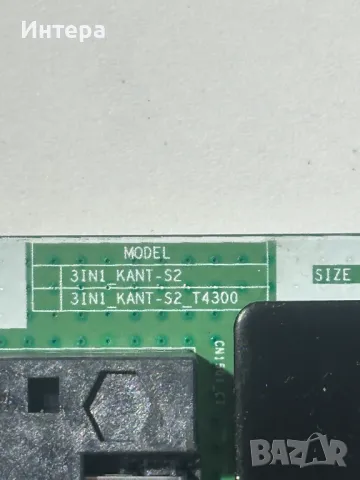 Интера
MODEL
3IN1_KANT-S2
3IN1_KANT-S2_T4300
SIZE
BAZAR